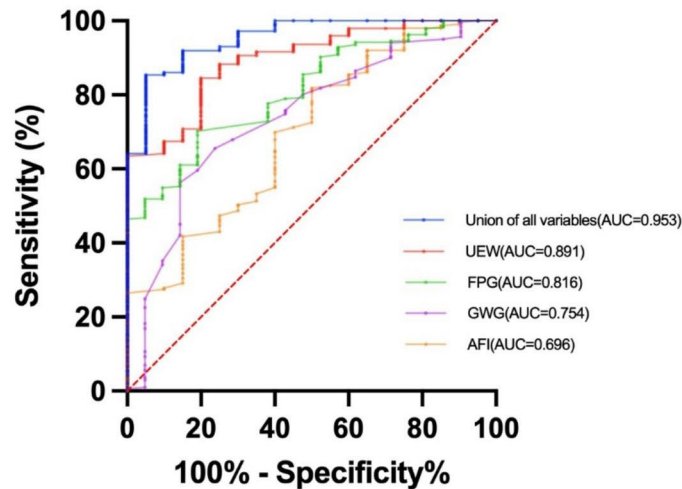 100
80
60
40
20
0
Sensitivity (%)
0 20 40 60 80 100
100% - Specificity%
Union of all variables(AUC=0.953)
UEW(AUC=0.891)
FPG(AUC=0.816)
GWG(AUC=0.754)
AFI(AUC=0.696)